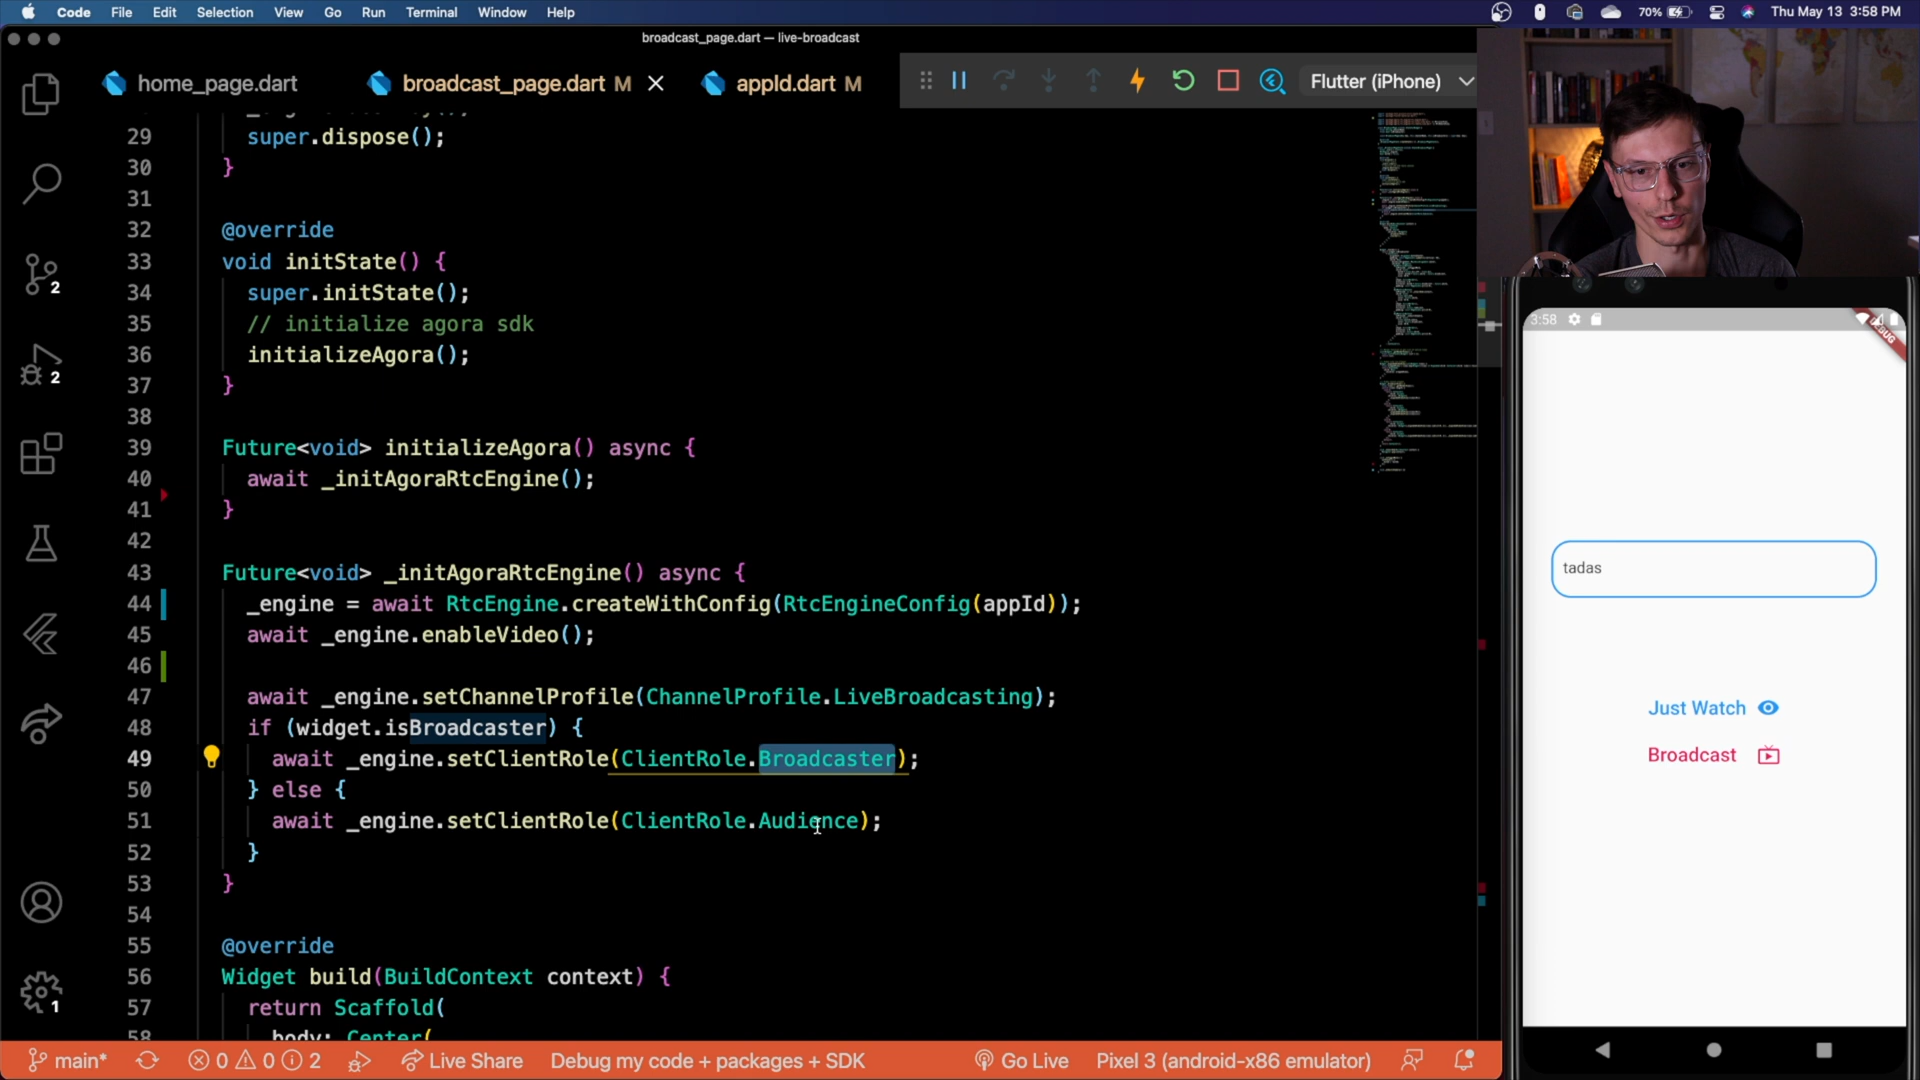 Code File Edit Selection View Go Run Terminal Window Help 70% Thu May 13 3:58 PM
broadcast_page.dart — live-broadcast
home_page.dart broadcast_page.dart M appId.dart M Flutter (iPhone)
29 super.dispose();
30 }
31
32 @override
33 void initState() {
34 super.initState();
35 // initialize agora sdk
36 initializeAgora();
37 }
38
39 Future<void> initializeAgora() async {
40 await _initAgoraRtcEngine();
41 }
42
43 Future<void> _initAgoraRtcEngine() async {
44 _engine = await RtcEngine.createWithConfig(RtcEngineConfig(appId));
45 await _engine.enableVideo();
46
47 await _engine.setChannelProfile(ChannelProfile.LiveBroadcasting);
48 if (widget.isBroadcaster) {
49 await _engine.setClientRole(ClientRole.Broadcaster);
50 } else {
51 await _engine.setClientRole(ClientRole.Audience);
52 }
53 }
54
55 @override
56 Widget build(BuildContext context) {
57 return Scaffold(
58 body: Center(
2
2
1
main* 0 0 2 Live Share Debug my code + packages + SDK Go Live Pixel 3 (android-x86 emulator)
3:58
DEBUG
tadas
Just Watch
Broadcast